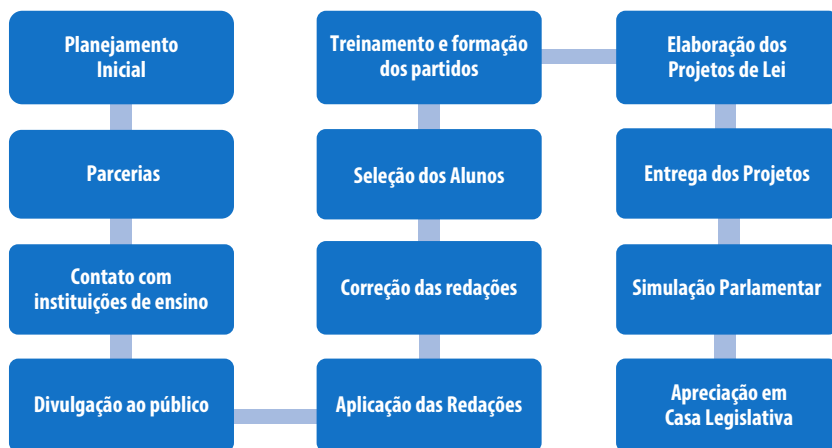 Planejamento
Inicial
Parcerias
Contato com
instituições de ensino
Divulgação ao público
Aplicação das Redações
Correção das redações
Seleção dos Alunos
Treinamento e formação
dos partidos
Elaboração dos
Projetos de Lei
Entrega dos Projetos
Simulação Parlamentar
Apreciação em
Casa Legislativa